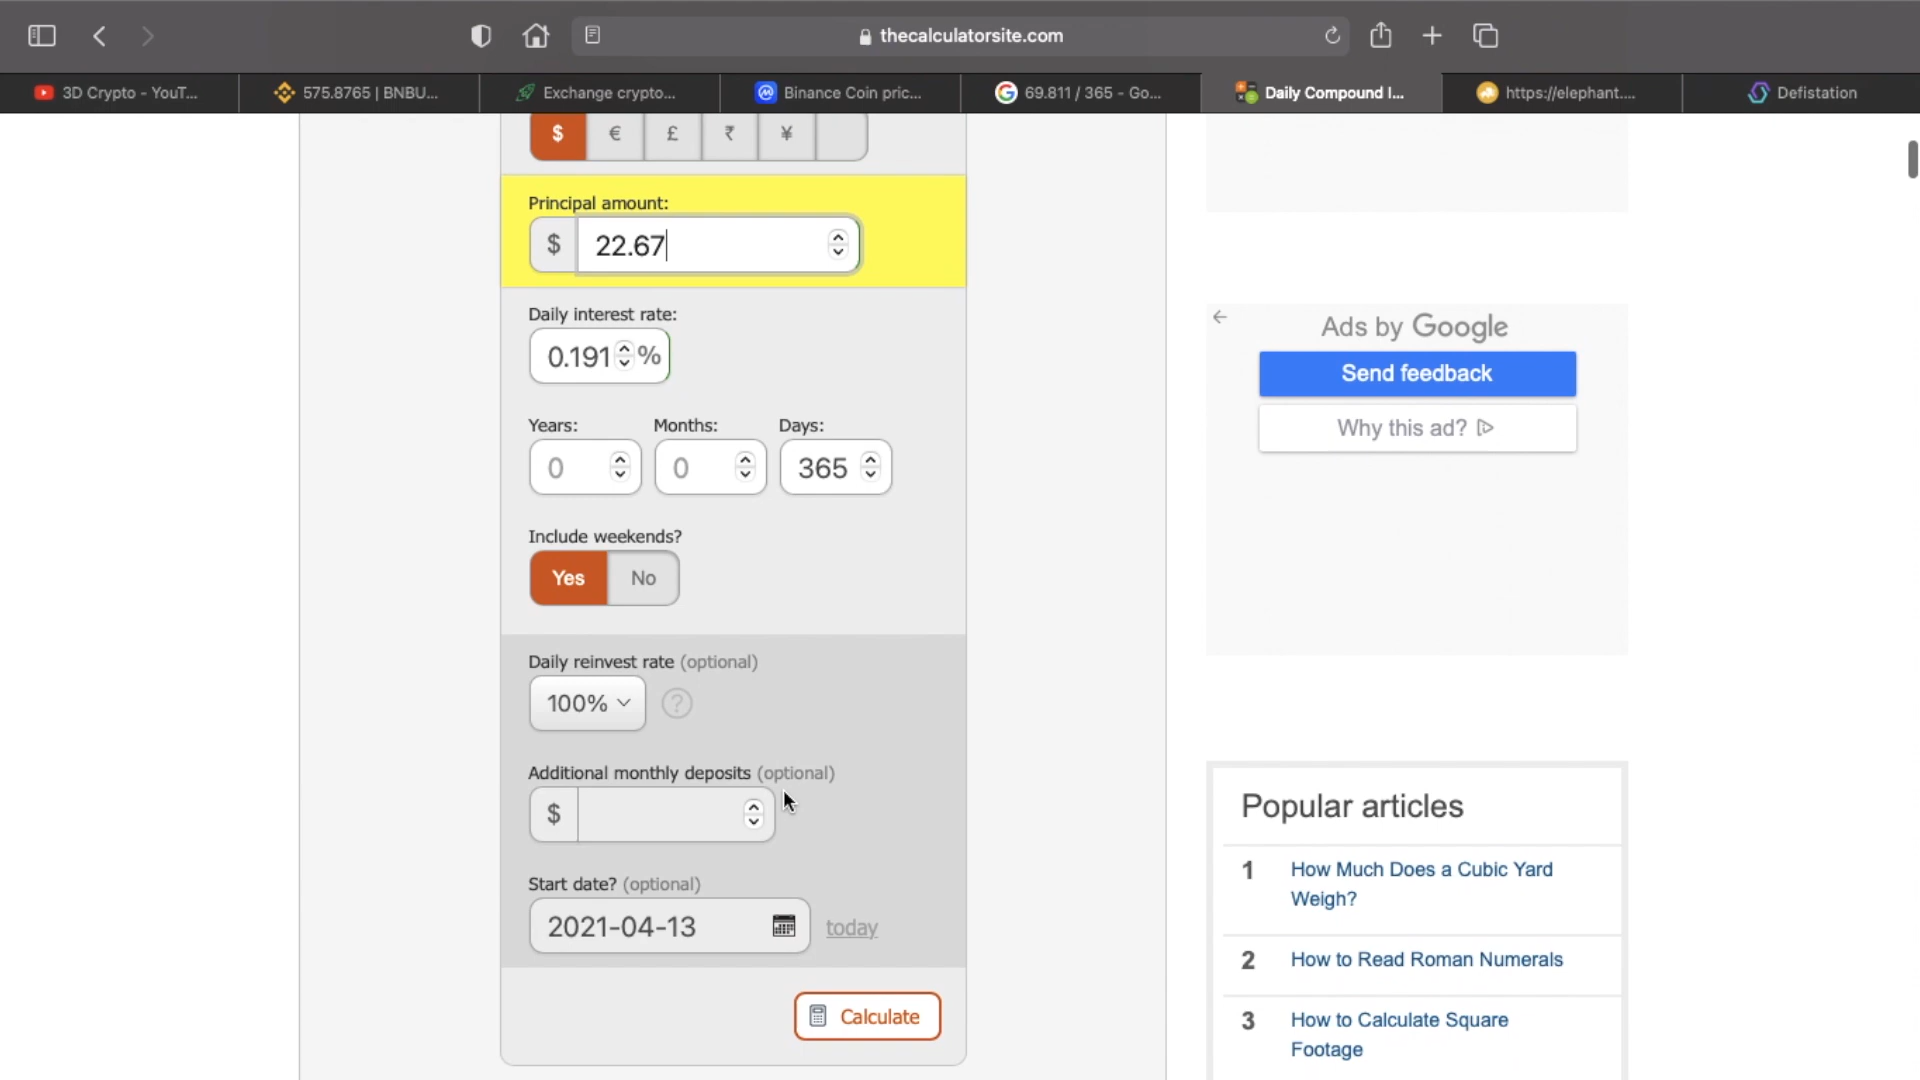 thecalculatorsite.com
3D Crypto - YouT...
575.8765 | BNBU...
Exchange crypto...
Binance Coin pric...
69.811 / 365 - Go...
Daily Compound I...
https://elephant....
Defistation
$ € £ ₹ ¥
Principal amount:
$ 22.67
Daily interest rate:
0.191 %
Years: Months: Days:
0 0 365
Include weekends?
Yes No
Daily reinvest rate (optional)
100% ?
Additional monthly deposits (optional)
$
Start date? (optional)
2021-04-13 today
Calculate
Ads by Google
Send feedback
Why this ad?
Popular articles
1 How Much Does a Cubic Yard
Weigh?
2 How to Read Roman Numerals
3 How to Calculate Square
Footage